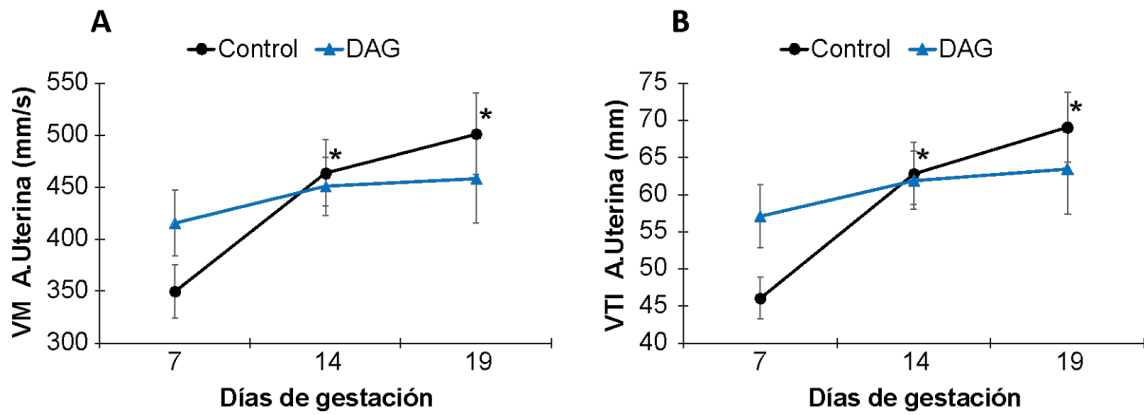 A
Control DAG
VM A.Uterina (mm/s)
550
500
450
400
350
300
*
*
7 14 19
Días de gestación
B
Control DAG
VTI A.Uterina (mm)
75
70
65
60
55
50
45
40
*
*
7 14 19
Días de gestación